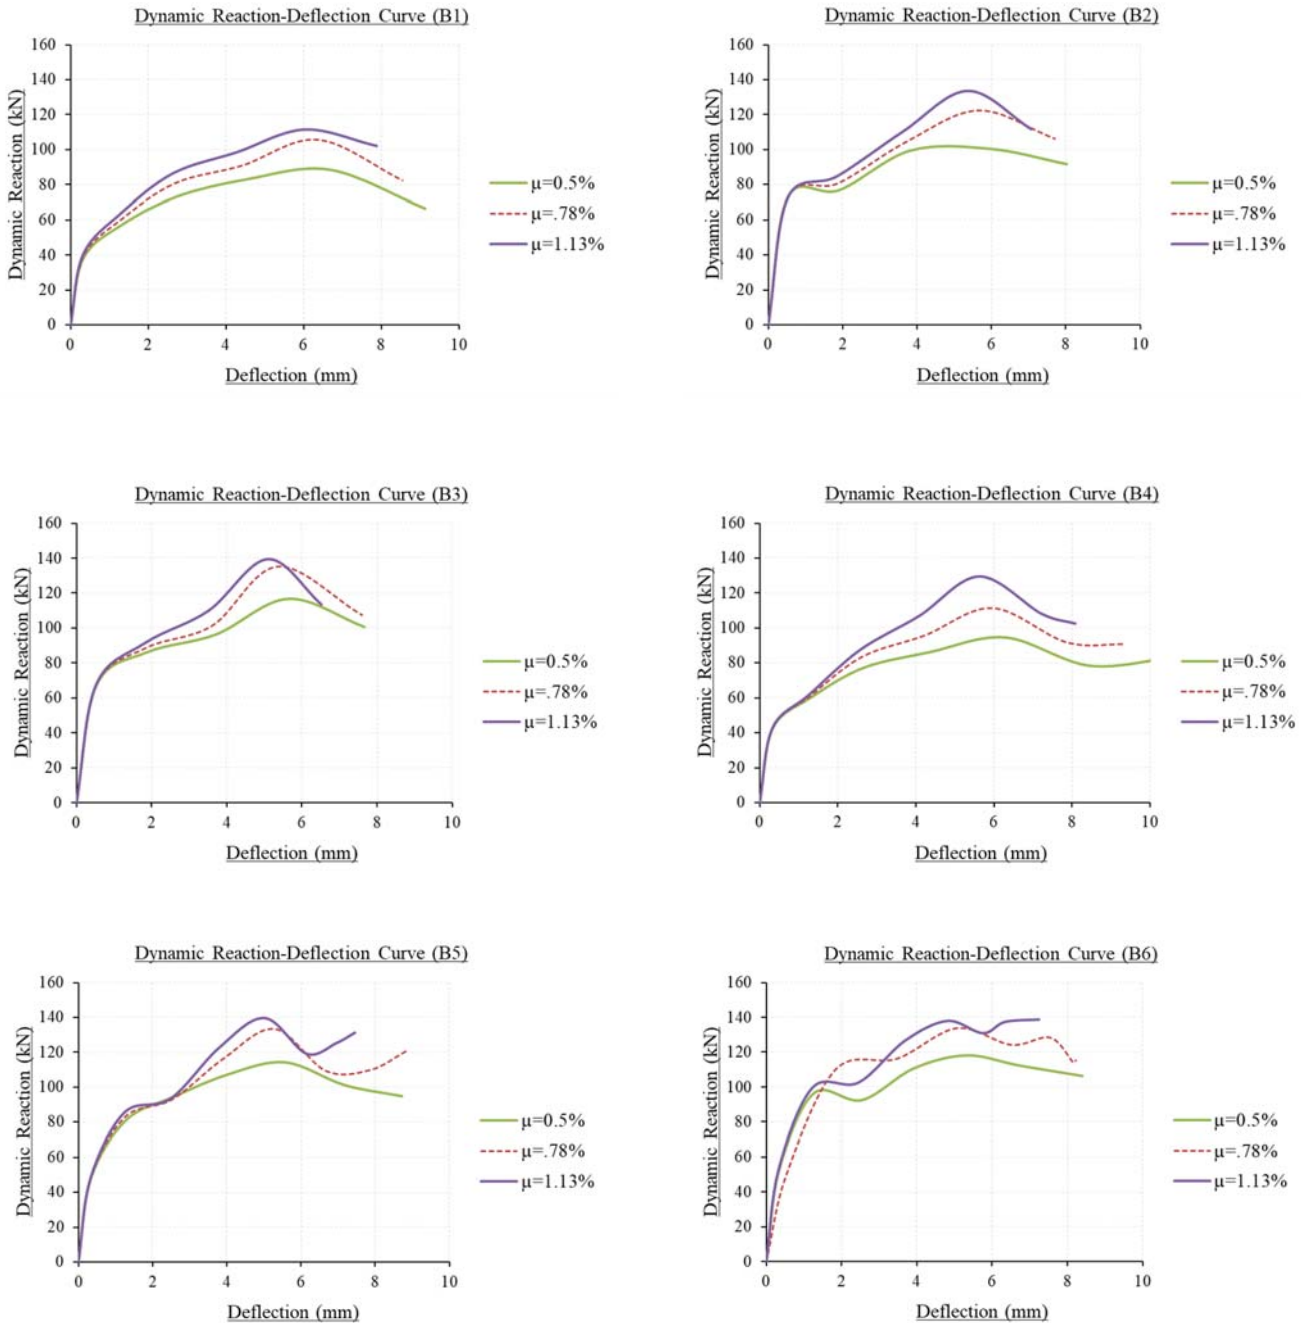 Dynamic Reaction-Deflection Curve (B1)
160
140
120
100
80
60
40
20
0
Dynamic Reaction (kN)
0 2 4 6 8 10
Deflection (mm)
µ=0.5%
µ=.78%
µ=1.13%
Dynamic Reaction-Deflection Curve (B2)
160
140
120
100
80
60
40
20
0
Dynamic Reaction (kN)
0 2 4 6 8 10
Deflection (mm)
µ=0.5%
µ=.78%
µ=1.13%
Dynamic Reaction-Deflection Curve (B3)
160
140
120
100
80
60
40
20
0
Dynamic Reaction (kN)
0 2 4 6 8 10
Deflection (mm)
µ=0.5%
µ=.78%
µ=1.13%
Dynamic Reaction-Deflection Curve (B4)
160
140
120
100
80
60
40
20
0
Dynamic Reaction (kN)
0 2 4 6 8 10
Deflection (mm)
µ=0.5%
µ=.78%
µ=1.13%
Dynamic Reaction-Deflection Curve (B5)
160
140
120
100
80
60
40
20
0
Dynamic Reaction (kN)
0 2 4 6 8 10
Deflection (mm)
µ=0.5%
µ=.78%
µ=1.13%
Dynamic Reaction-Deflection Curve (B6)
160
140
120
100
80
60
40
20
0
Dynamic Reaction (kN)
0 2 4 6 8 10
Deflection (mm)
µ=0.5%
µ=.78%
µ=1.13%